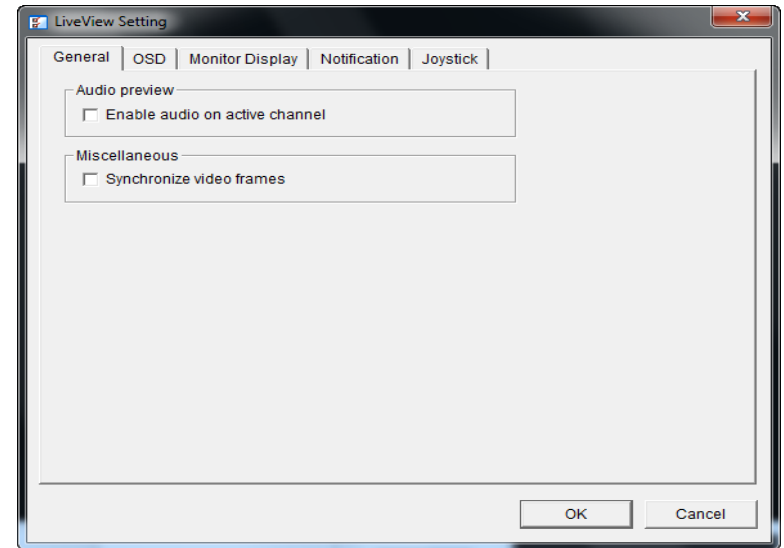 LiveView Setting
General OSD Monitor Display Notification Joystick
Audio preview
Enable audio on active channel
Miscellaneous
Synchronize video frames
OK Cancel